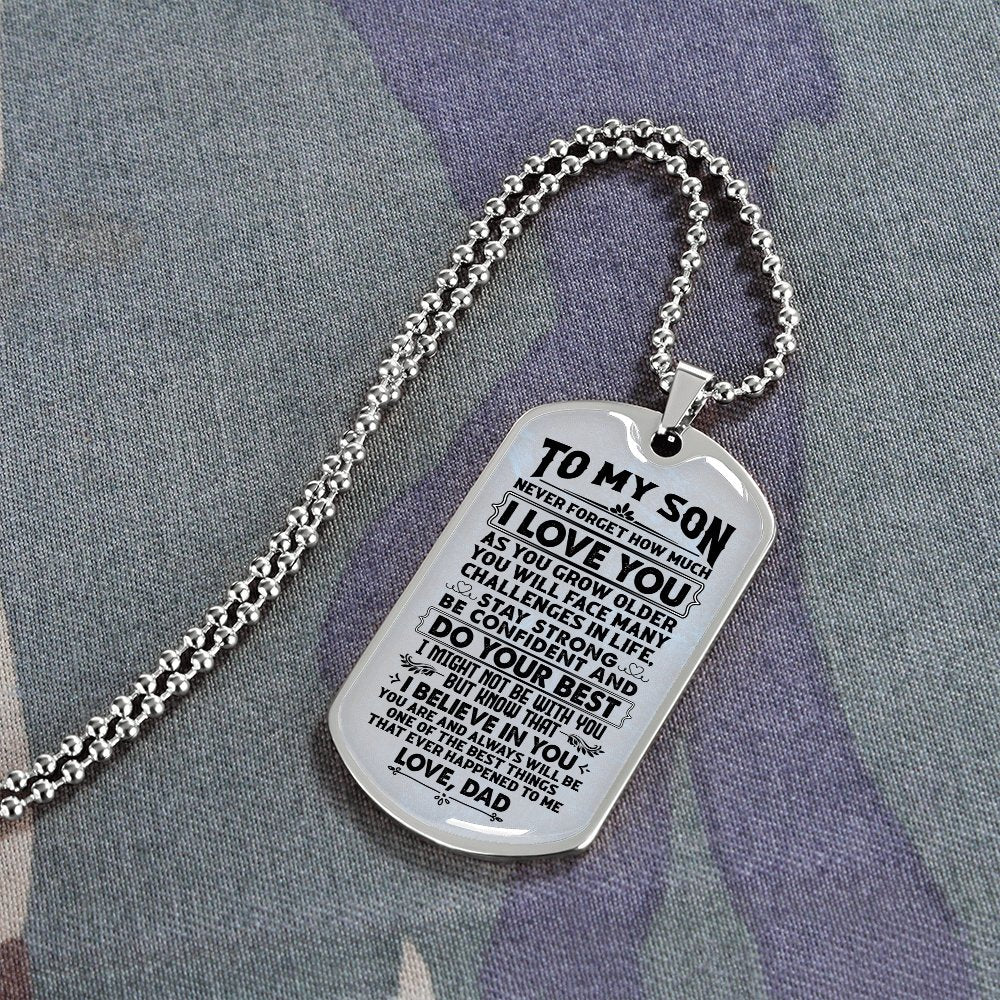 TO MY SON
NEVER FORGET HOW MUCH
I LOVE YOU
AS YOU GROW OLDER
YOU WILL FACE MANY
CHALLENGES IN LIFE,
STAY STRONG,
BE CONFIDENT AND
DO YOUR BEST
I MIGHT NOT BE WITH YOU
BUT KNOW THAT
I BELIEVE IN YOU
YOU ARE AND ALWAYS WILL BE
ONE OF THE BEST THINGS
THAT EVER HAPPENED TO ME
LOVE, DAD